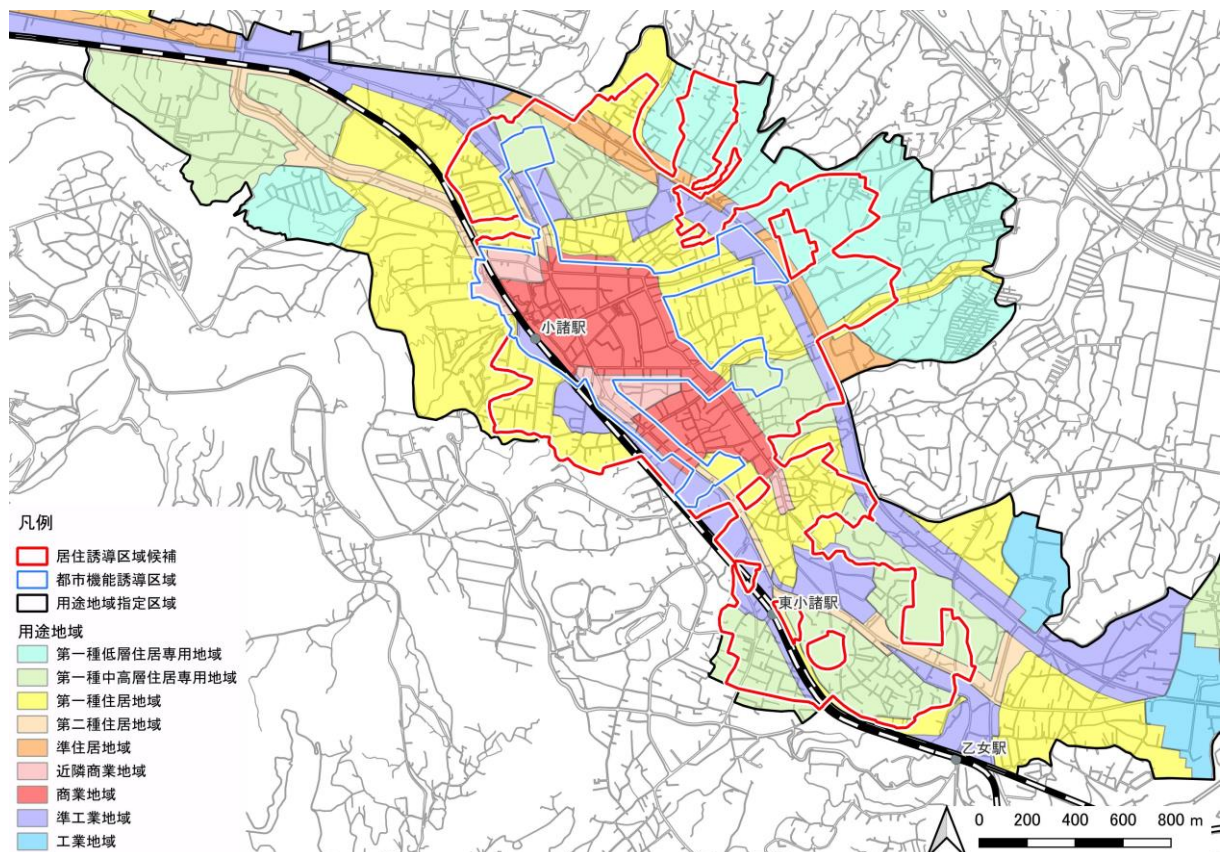 小諸駅
東小諸駅
乙女駅
凡例
居住誘導区域候補
都市機能誘導区域
用途地域指定区域
用途地域
第一種低層住居専用地域
第一種中高層住居専用地域
第一種住居地域
第二種住居地域
準住居地域
近隣商業地域
商業地域
準工業地域
工業地域
0 200 400 600 800 m